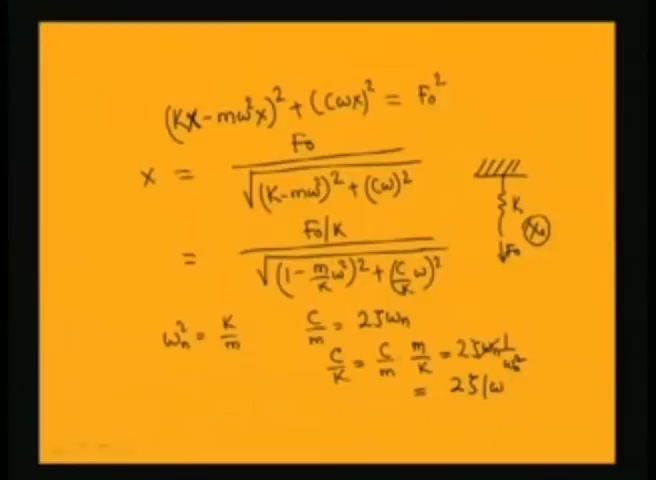 (KX - mω²x)² + (cωx)² = F₀²
x = F₀ / √((K-mω²)² + (cω)²)
= F₀/K / √((1 - m/K ω²)² + (c/K ω)²)
K
X₀
F₀
ωₙ² = K/m
c/m = 2ζωₙ
c/K = c/m · m/K = 2ζωₙ 1/ωₙ²
= 2ζ/ω